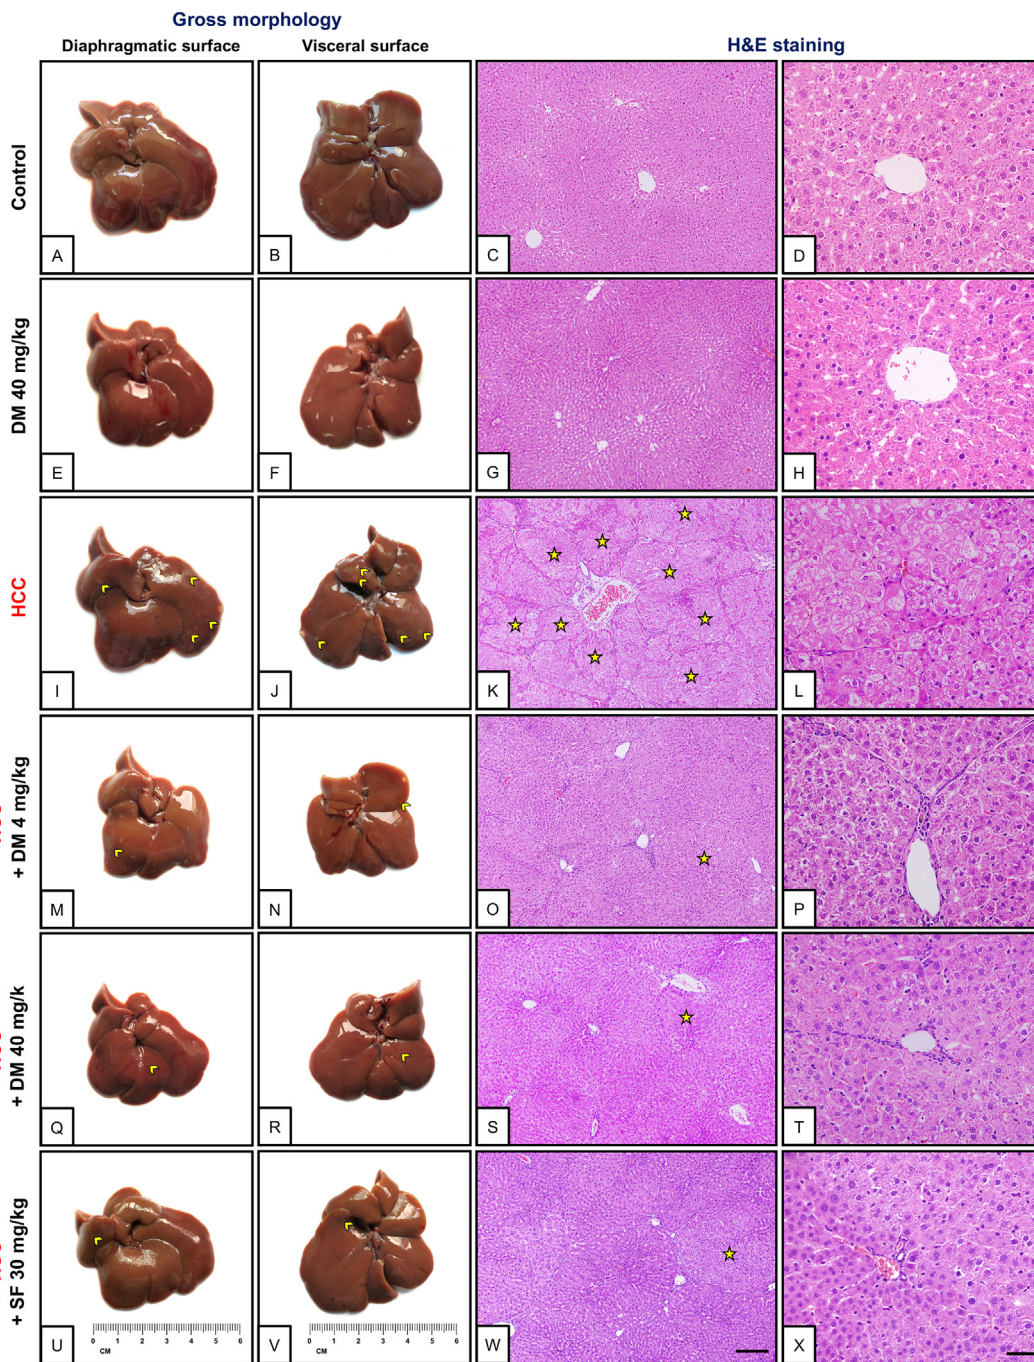 Gross morphology
Diaphragmatic surface Visceral surface H&E staining
Control
A B C D
DM 40 mg/kg
E F G H
HCC
I J K L
+ DM 4 mg/kg
M N O P
+ DM 40 mg/k
Q R S T
+ SF 30 mg/kg
0 1 2 3 4 5 6
CM
0 1 2 3 4 5 6
CM
U V W X